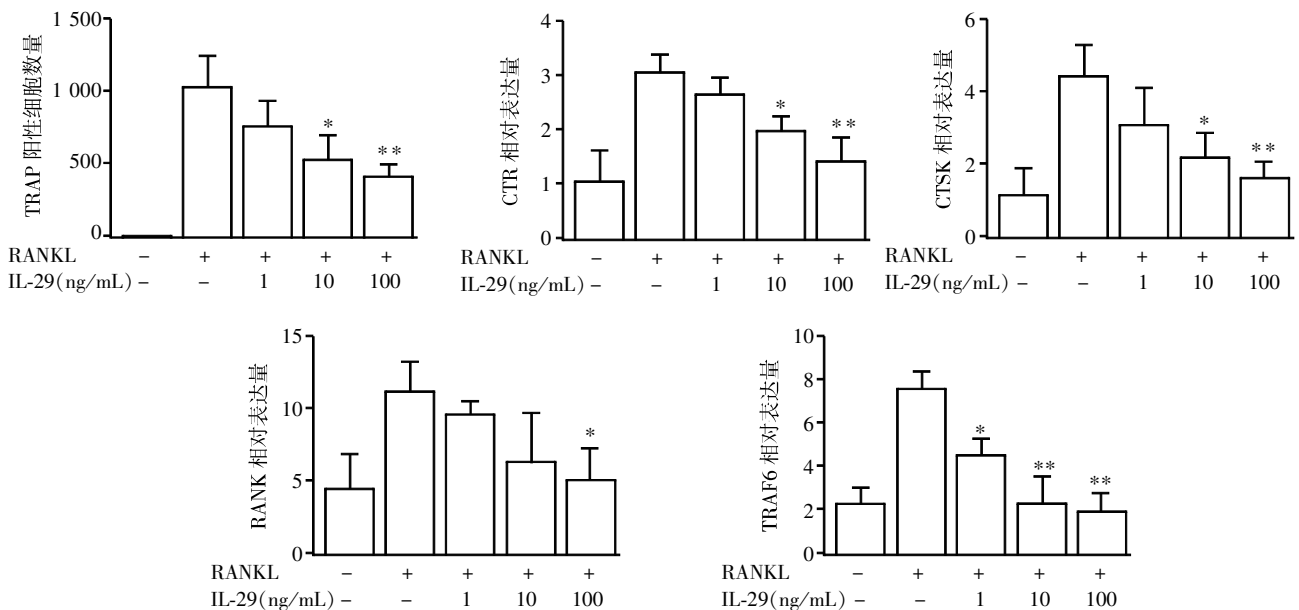 1 500
1 000
500
0
TRAP 阳性细胞数量
*
**
RANKL − + + + +
IL-29(ng/mL) − − 1 10 100
4
3
2
1
0
CTR 相对表达量
*
**
RANKL − + + + +
IL-29(ng/mL) − − 1 10 100
6
4
2
0
CTSK 相对表达量
*
**
RANKL − + + + +
IL-29(ng/mL) − − 1 10 100
15
10
5
0
RANK 相对表达量
*
RANKL − + + + +
IL-29(ng/mL) − − 1 10 100
10
8
6
4
2
0
TRAF6 相对表达量
*
**
**
RANKL − + + + +
IL-29(ng/mL) − − 1 10 100